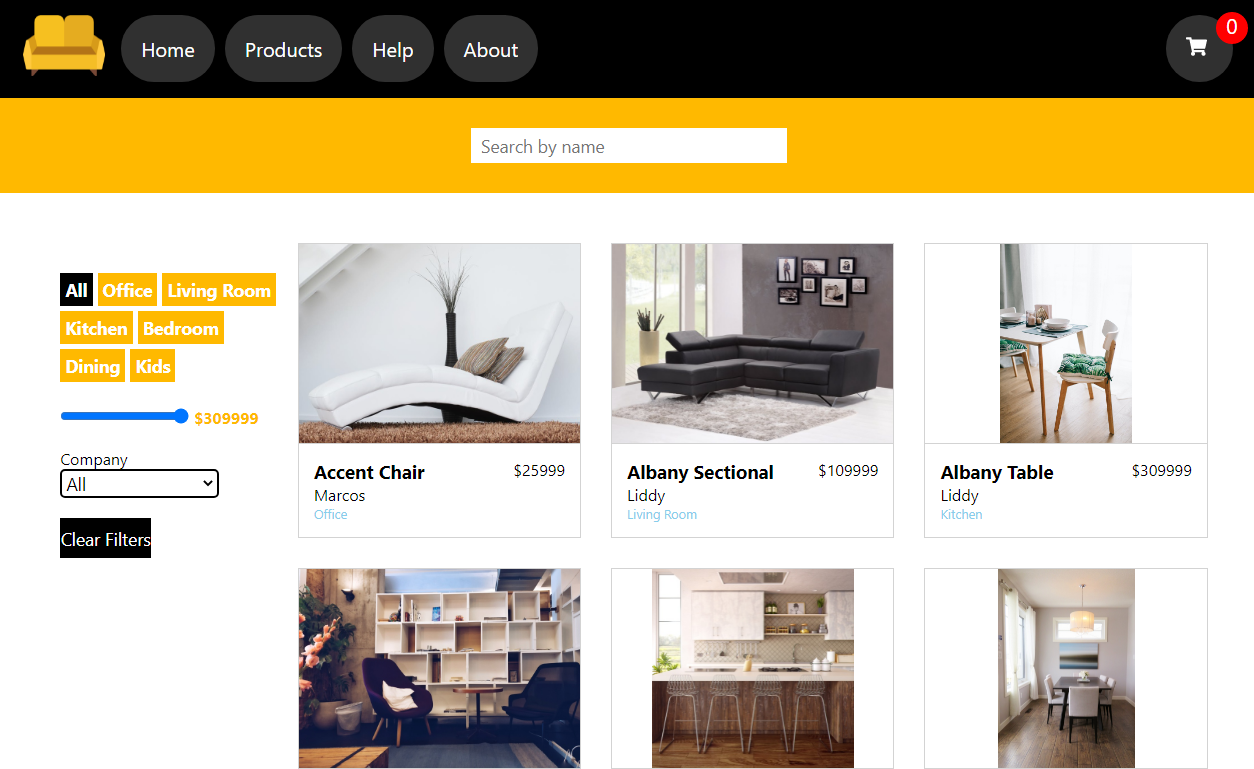 Home Products Help About 0
Search by name
All Office Living Room
Kitchen Bedroom
Dining Kids
$309999
Company
All
Clear Filters
Accent Chair $25999
Marcos
Office
Albany Sectional $109999
Liddy
Living Room
Albany Table $309999
Liddy
Kitchen